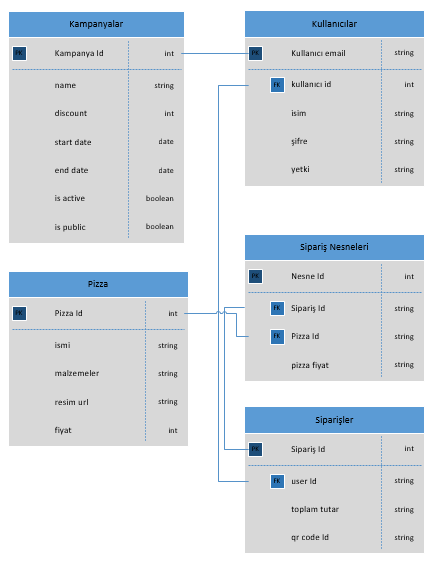 Kampanyalar
PK Kampanya Id int
name string
discount int
start date date
end date date
is active boolean
is public boolean
Kullanıcılar
PK Kullanıcı email string
FK kullanıcı id int
isim string
şifre string
yetki string
Pizza
PK Pizza Id int
ismi string
malzemeler string
resim url string
fiyat int
Sipariş Nesneleri
PK Nesne Id int
FK Sipariş Id string
FK Pizza Id string
pizza fiyat string
Siparişler
PK Sipariş Id int
FK user Id string
toplam tutar string
qr code Id string